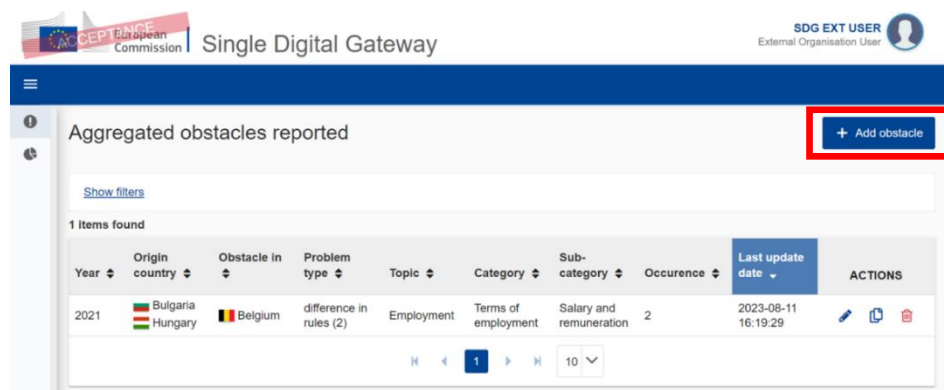 ACCEPTANCE
European
Commission
Single Digital Gateway
SDG EXT USER
External Organisation User
Aggregated obstacles reported
+ Add obstacle
Show filters
1 items found
Year Origin country Obstacle in Problem type Topic Category Sub-category Occurence Last update date ACTIONS
2021 Bulgaria Hungary Belgium difference in rules (2) Employment Terms of employment Salary and remuneration 2 2023-08-11 16:19:29
1 10